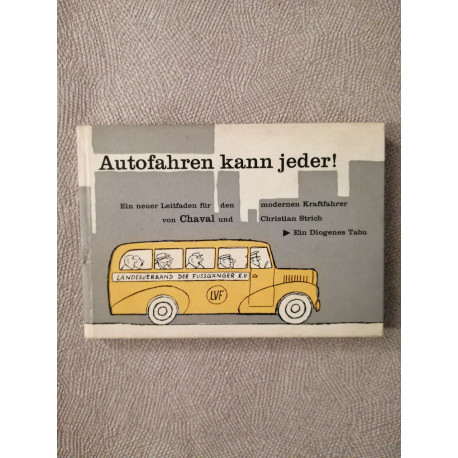 Autofahren kann jeder!
Ein neuer Leitfaden für den modernen Kraftfahrer
von Chaval und Christian Strich
▶ Ein Diogenes Tabu
LANDESVERBAND DER FUSSGÄNGER E.V.
LVF